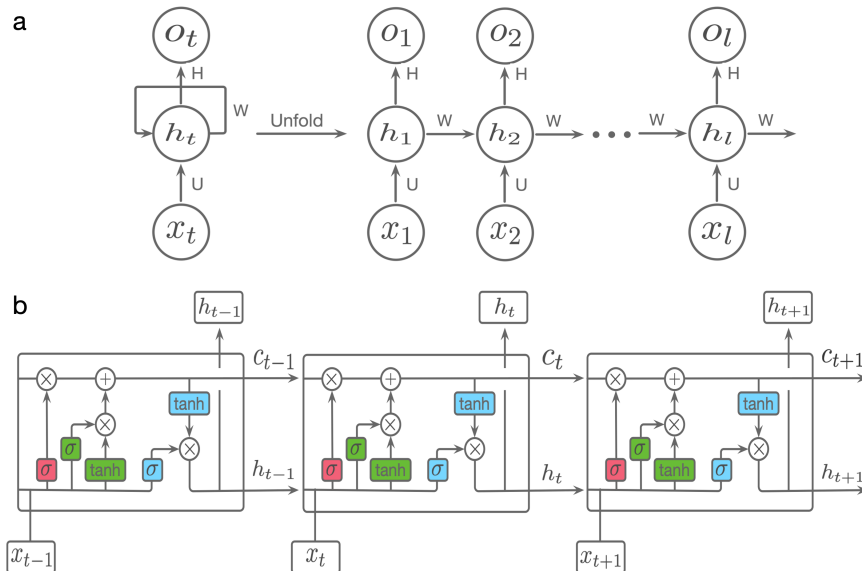 a
o_t o_1 o_2 o_l
H H H H
W
h_t Unfold h_1 W h_2 W ... W h_l W
U U U U
x_t x_1 x_2 x_l
b
h_{t-1} h_t h_{t+1}
c_{t-1} c_t c_{t+1}
× + × + × +
tanh tanh tanh
× × ×
σ × σ × σ ×
σ tanh σ h_{t-1} σ tanh σ h_t σ tanh σ h_{t+1}
x_{t-1} x_t x_{t+1}